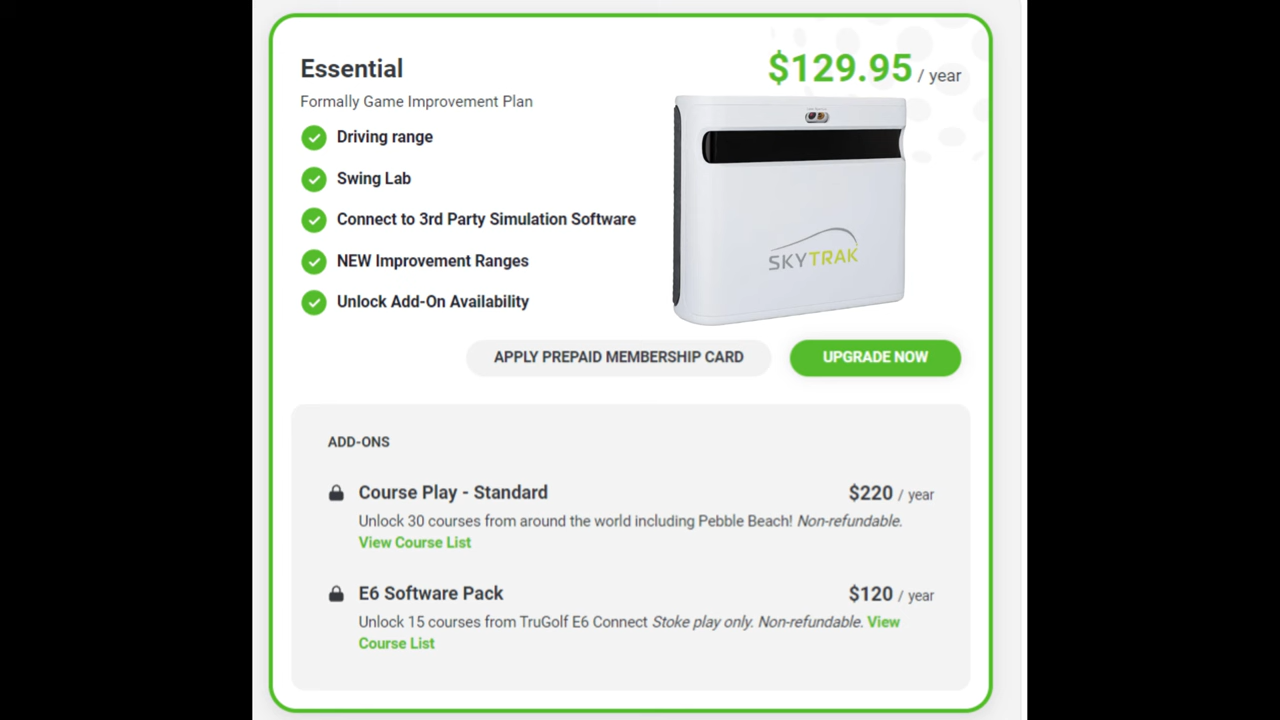 Essential
$129.95 / year
Formally Game Improvement Plan
Driving range
Swing Lab
Connect to 3rd Party Simulation Software
NEW Improvement Ranges
Unlock Add-On Availability
SKYTRAK
APPLY PREPAID MEMBERSHIP CARD
UPGRADE NOW
ADD-ONS
Course Play - Standard
$220 / year
Unlock 30 courses from around the world including Pebble Beach! Non-refundable.
View Course List
E6 Software Pack
$120 / year
Unlock 15 courses from TruGolf E6 Connect Stoke play only. Non-refundable. View
Course List